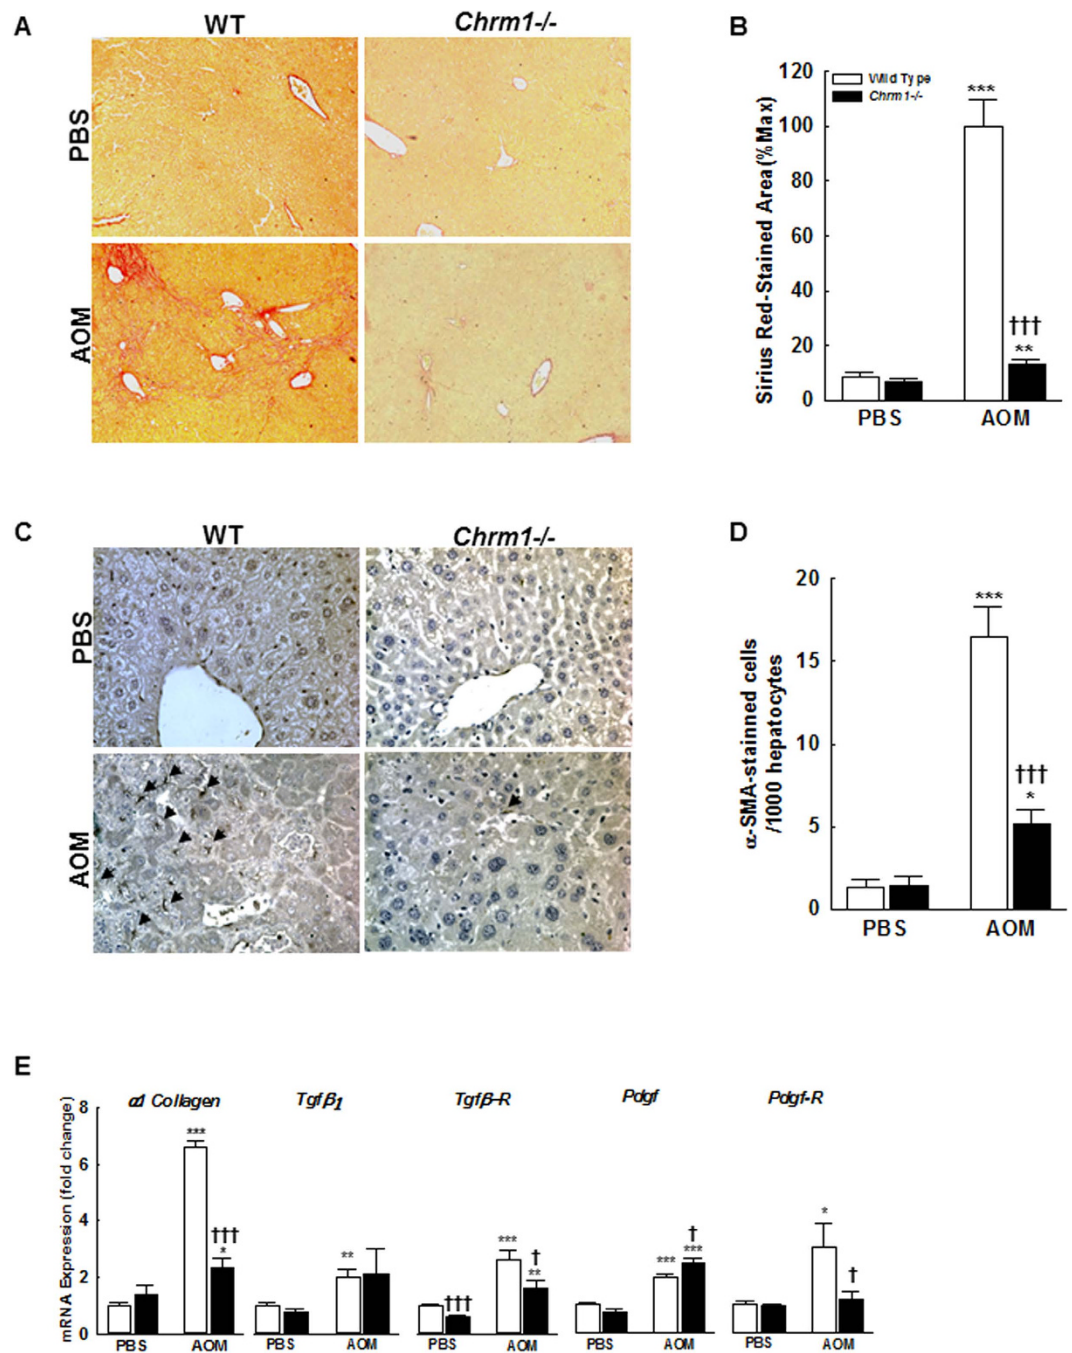 A
WT
Chrm1-/-
PBS
AOM
B
Sirius Red-Stained Area(%Max)
120
100
80
60
40
20
0
Wild Type
Chrm1-/-
***
†††
**
PBS
AOM
C
WT
Chrm1-/-
PBS
AOM
D
α-SMA-stainned cells
/1000 hepatocytes
20
15
10
5
0
***
†††
*
PBS
AOM
E
mRNA Expression (fold change)
8
6
4
2
0
α1 Collagen
Tgfβ1
Tgfβ-R
Pdgf
Pdgf-R
***
†††
*
**
†††
***
†
**
***
†
***
*
†
PBS AOM PBS AOM PBS AOM PBS AOM PBS AOM